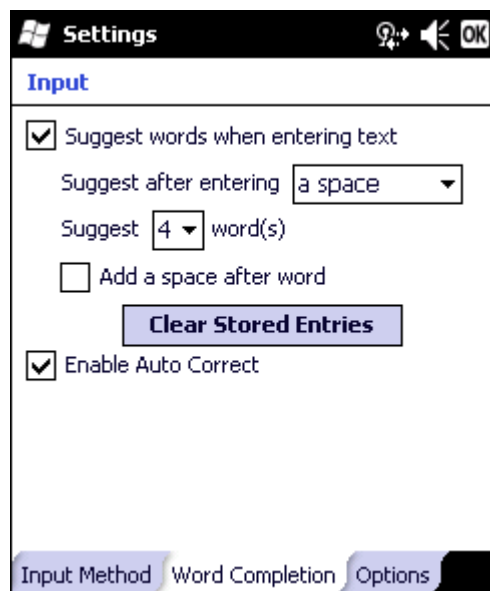 Settings OK
Input
Suggest words when entering text
Suggest after entering a space
Suggest 4 word(s)
Add a space after word
Clear Stored Entries
Enable Auto Correct
Input Method Word Completion Options